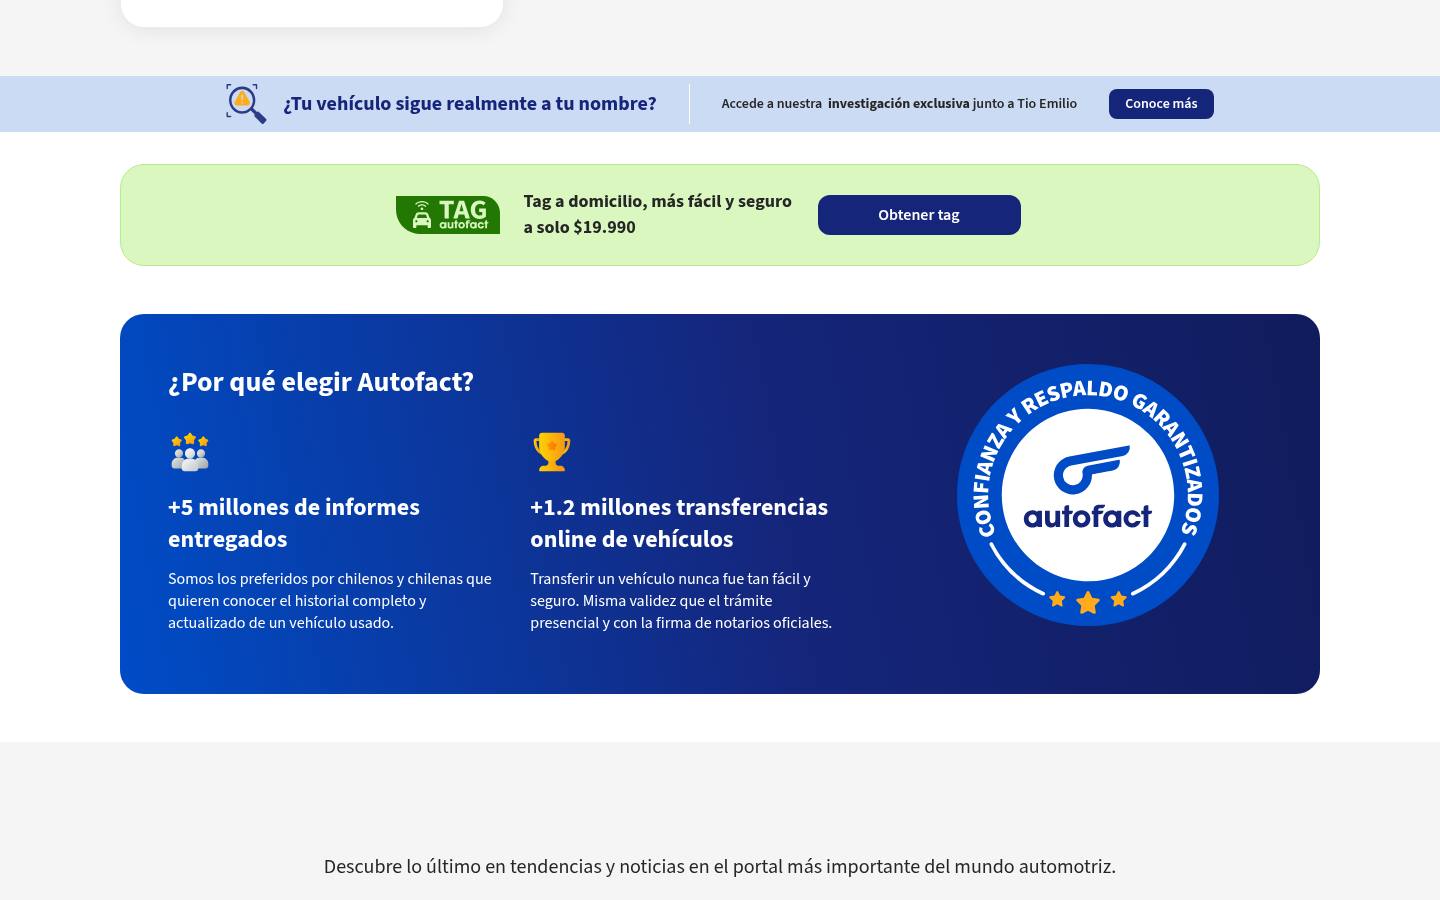 ¿Tu vehículo sigue realmente a tu nombre?
Accede a nuestra investigación exclusiva junto a Tio Emilio
Conoce más
TAG
autofact
Tag a domicilio, más fácil y seguro
a solo $19.990
Obtener tag
¿Por qué elegir Autofact?
+5 millones de informes
entregados
Somos los preferidos por chilenos y chilenas que
quieren conocer el historial completo y
actualizado de un vehículo usado.
+1.2 millones transferencias
online de vehículos
Transferir un vehículo nunca fue tan fácil y
seguro. Misma validez que el trámite
presencial y con la firma de notarios oficiales.
CONFIANZA Y RESPALDO GARANTIZADOS
autofact
Descubre lo último en tendencias y noticias en el portal más importante del mundo automotriz.